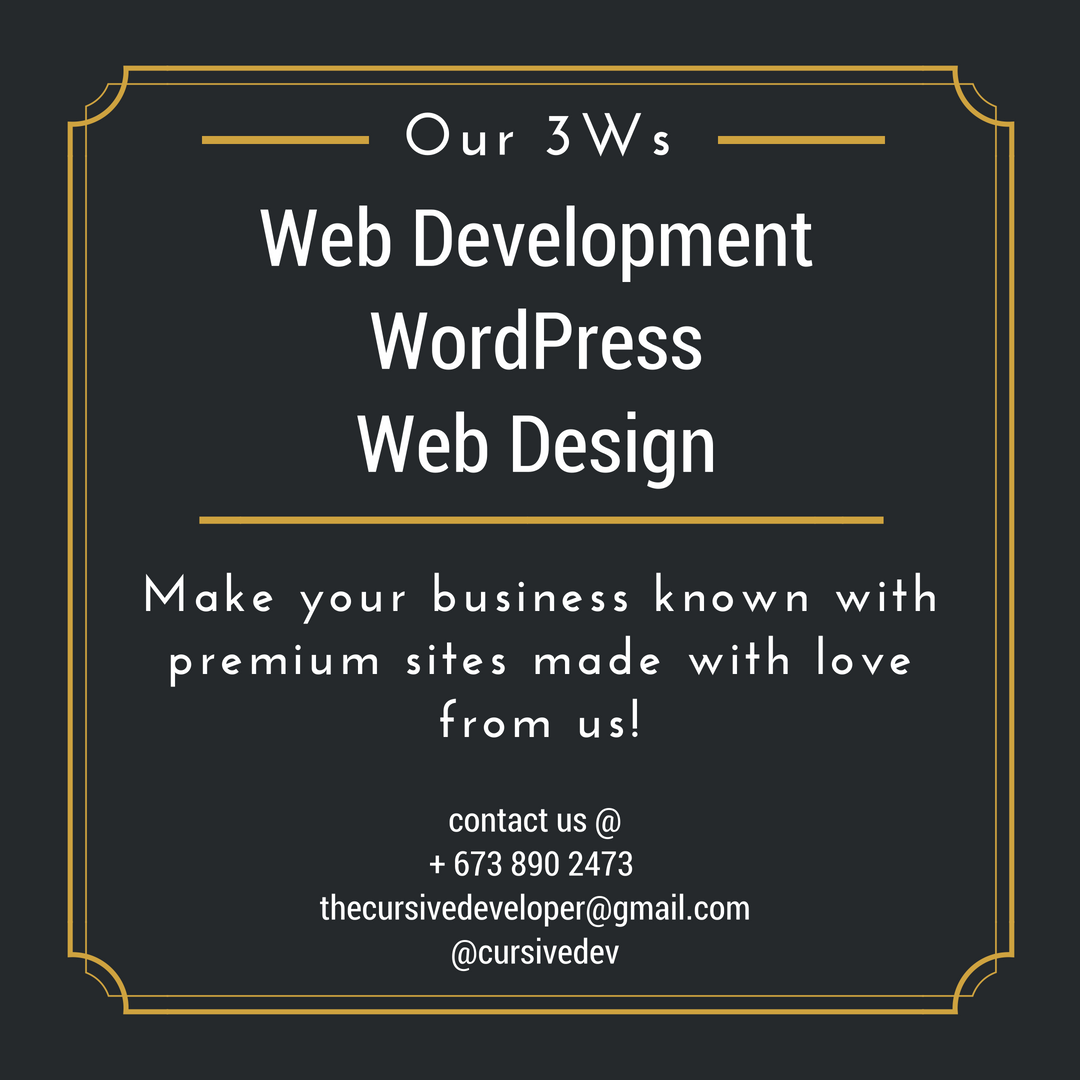 Our 3Ws
Web Development
WordPress
Web Design
Make your business known with
premium sites made with love
from us!
contact us @
+ 673 890 2473
thecursivedeveloper@gmail.com
@cursivedev